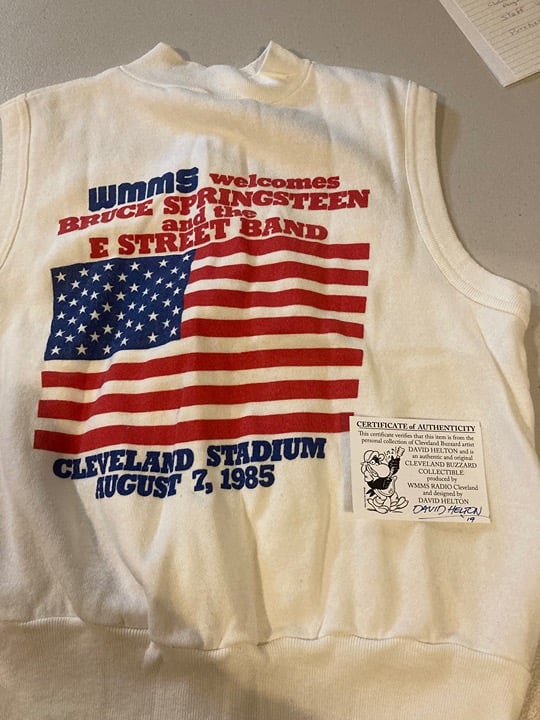 WMMS welcomes
BRUCE SPRINGSTEEN
and the
E STREET BAND
CLEVELAND STADIUM
AUGUST 7, 1985
CERTIFICATE of AUTHENTICITY
This certificate verifies that this item is from the
personal collection of Cleveland Buzzard artist
DAVID HELTON and is
an authentic and original
CLEVELAND BUZZARD
COLLECTIBLE
produced by
WMMS RADIO Cleveland
and designed by
DAVID HELTON
DAVID HELTON
'19